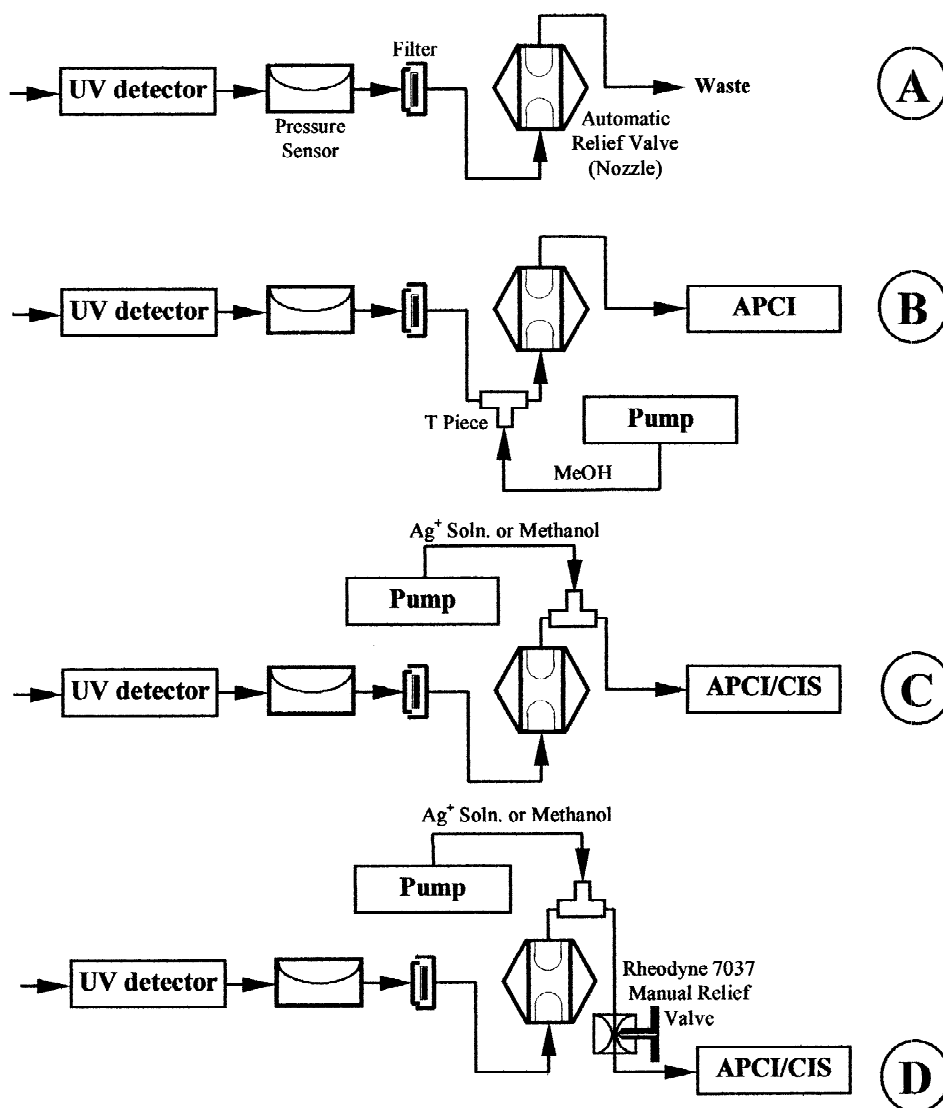 Filter
UV detector
Waste
A
Pressure
Sensor
Automatic
Relief Valve
(Nozzle)
UV detector
APCI
B
T Piece
Pump
MeOH
Ag⁺ Soln. or Methanol
Pump
UV detector
APCI/CIS
C
Ag⁺ Soln. or Methanol
Pump
UV detector
Rheodyne 7037
Manual Relief
Valve
APCI/CIS
D